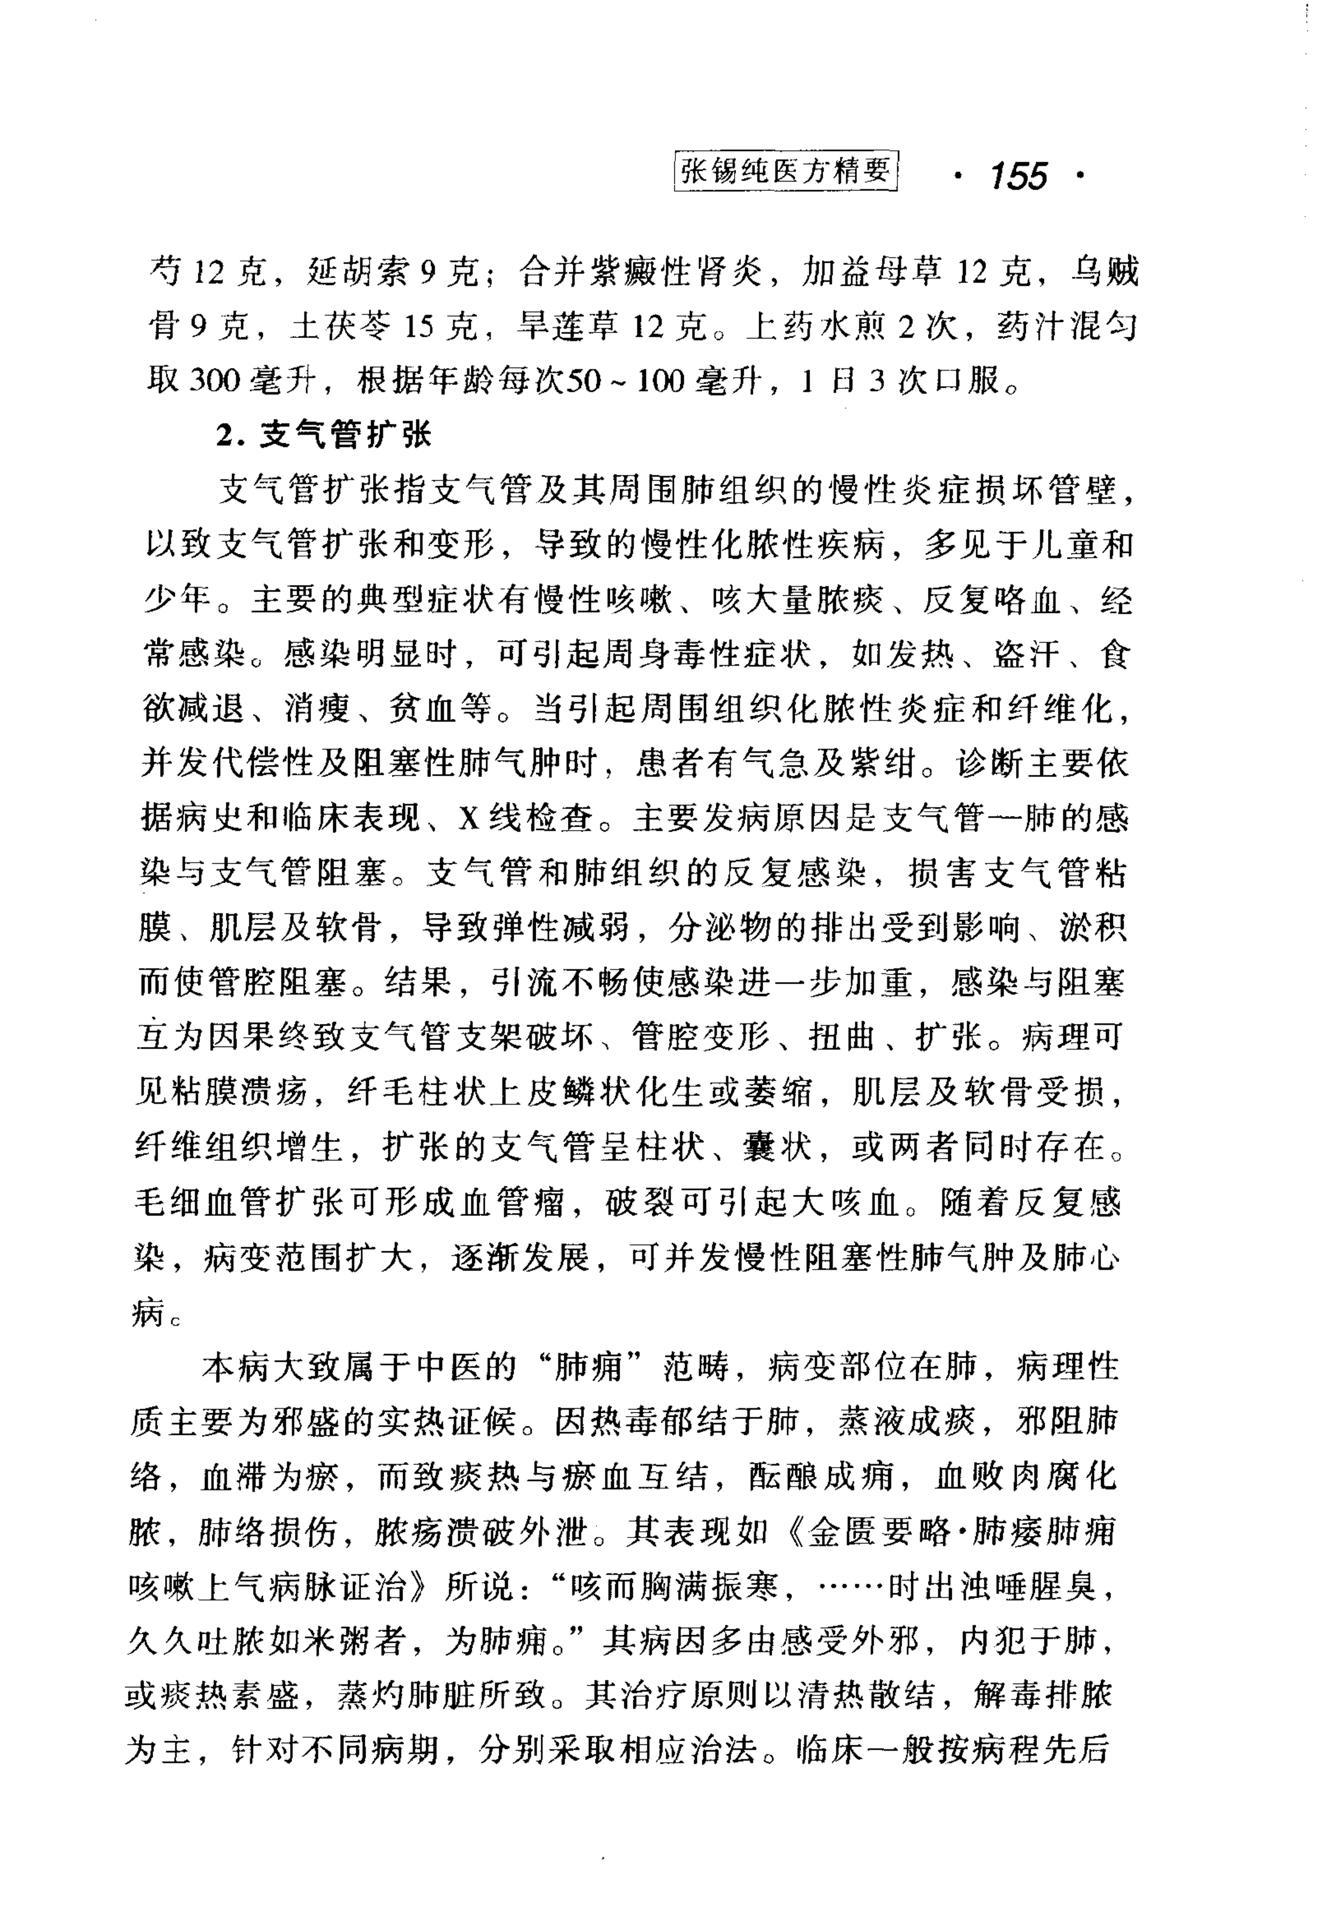 张锡纯医方精要 · 155 ·
芍 12 克，延胡索 9 克；合并紫癜性肾炎，加益母草 12 克，乌贼
骨 9 克，土茯苓 15 克，旱莲草 12 克。上药水煎 2 次，药汁混匀
取 300 毫升，根据年龄每次50～100 毫升，1 日 3 次口服。
2. 支气管扩张
支气管扩张指支气管及其周围肺组织的慢性炎症损坏管壁，
以致支气管扩张和变形，导致的慢性化脓性疾病，多见于儿童和
少年。主要的典型症状有慢性咳嗽、咳大量脓痰、反复咯血、经
常感染。感染明显时，可引起周身毒性症状，如发热、盗汗、食
欲减退、消瘦、贫血等。当引起周围组织化脓性炎症和纤维化，
并发代偿性及阻塞性肺气肿时，患者有气急及紫绀。诊断主要依
据病史和临床表现、X 线检查。主要发病原因是支气管—肺的感
染与支气管阻塞。支气管和肺组织的反复感染，损害支气管粘
膜、肌层及软骨，导致弹性减弱，分泌物的排出受到影响、淤积
而使管腔阻塞。结果，引流不畅使感染进一步加重，感染与阻塞
互为因果终致支气管支架破坏、管腔变形、扭曲、扩张。病理可
见粘膜溃疡，纤毛柱状上皮鳞状化生或萎缩，肌层及软骨受损，
纤维组织增生，扩张的支气管呈柱状、囊状，或两者同时存在。
毛细血管扩张可形成血管瘤，破裂可引起大咳血。随着反复感
染，病变范围扩大，逐渐发展，可并发慢性阻塞性肺气肿及肺心
病。
本病大致属于中医的“肺痈”范畴，病变部位在肺，病理性
质主要为邪盛的实热证候。因热毒郁结于肺，蒸液成痰，邪阻肺
络，血滞为瘀，而致痰热与瘀血互结，酝酿成痈，血败肉腐化
脓，肺络损伤，脓疡溃破外泄。其表现如《金匮要略·肺痿肺痈
咳嗽上气病脉证治》所说：“咳而胸满振寒，……时出浊唾腥臭，
久久吐脓如米粥者，为肺痈。”其病因多由感受外邪，内犯于肺，
或痰热素盛，蒸灼肺脏所致。其治疗原则以清热散结，解毒排脓
为主，针对不同病期，分别采取相应治法。临床一般按病程先后